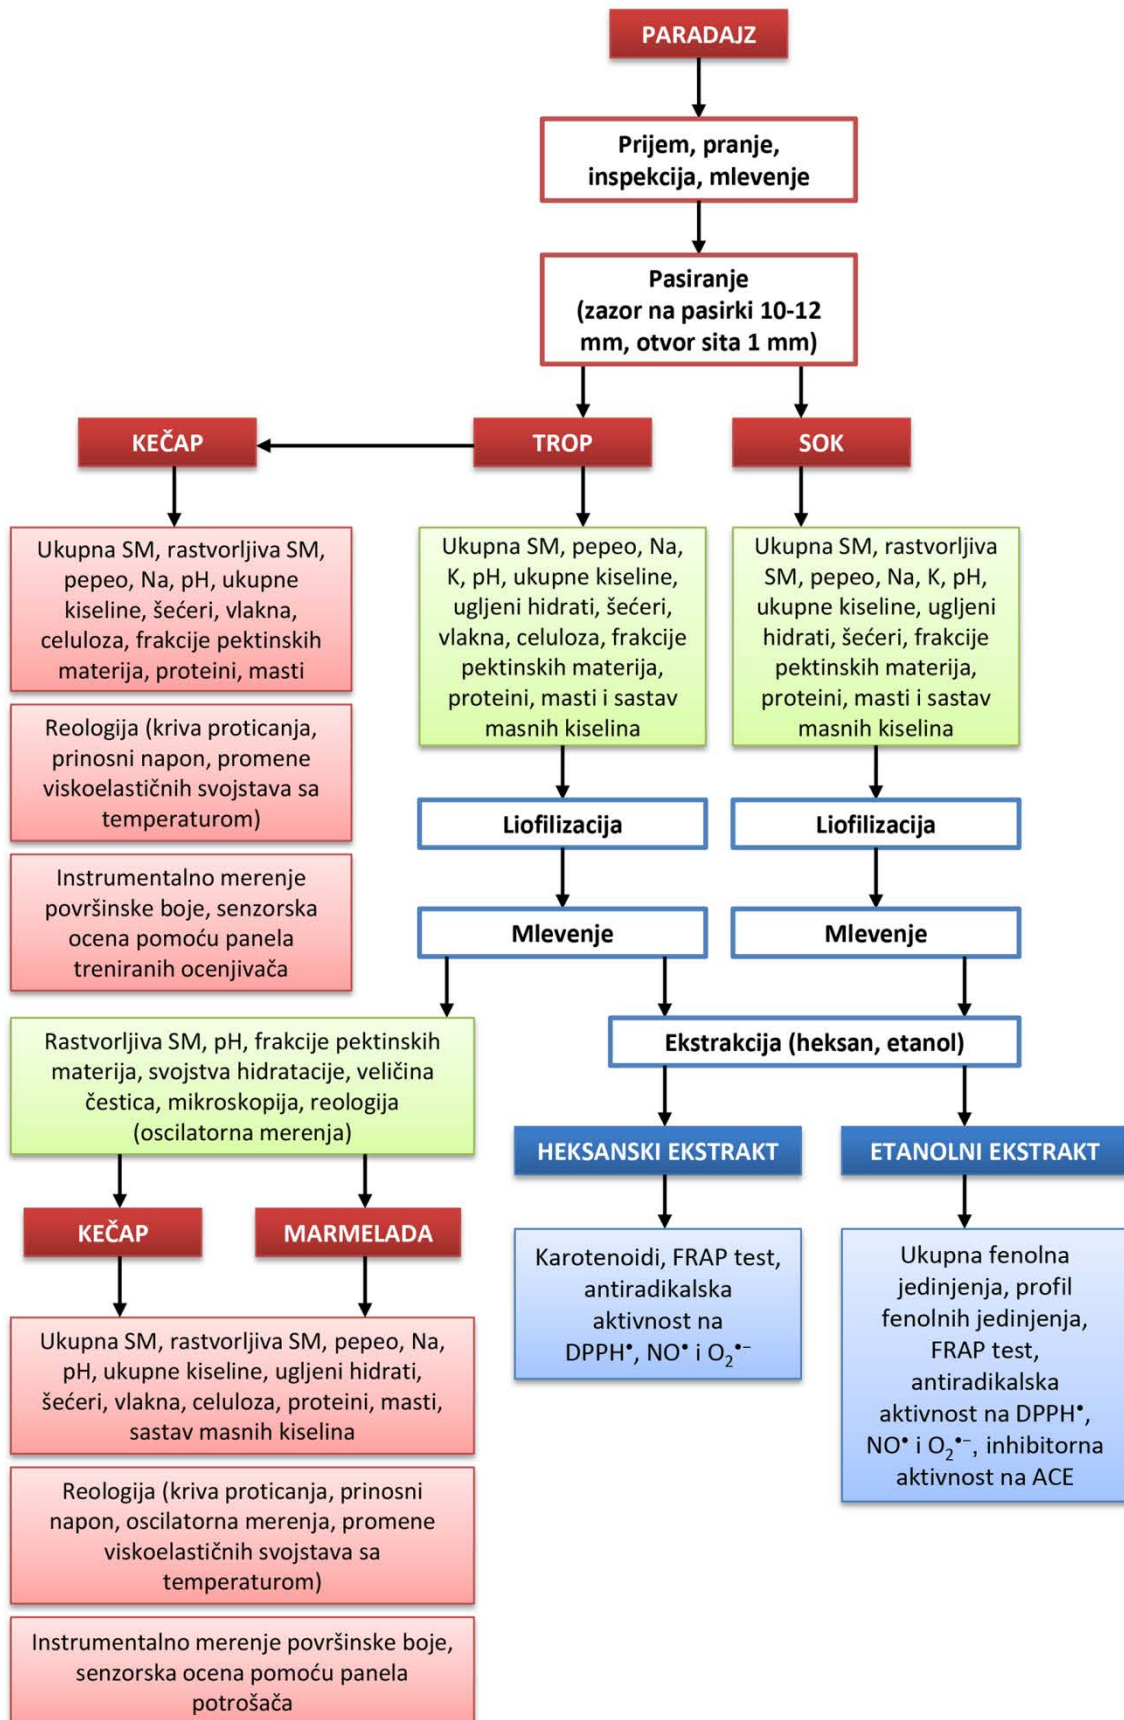 PARADAJZ
Prijem, pranje,
inspekcija, mlevenje
Pasiranje
(zazor na pasirki 10-12
mm, otvor sita 1 mm)
KEČAP
TROP
SOK
Ukupna SM, rastvorljiva SM,
pepeo, Na, pH, ukupne
kiseline, šećeri, vlakna,
celuloza, frakcije pektinskih
materija, proteini, masti
Ukupna SM, pepeo, Na,
K, pH, ukupne kiseline,
ugljeni hidrati, šećeri,
vlakna, celuloza, frakcije
pektinskih materija,
proteini, masti i sastav
masnih kiselina
Ukupna SM, rastvorljiva
SM, pepeo, Na, K, pH,
ukupne kiseline, ugljeni
hidrati, šećeri, frakcije
pektinskih materija,
proteini, masti i sastav
masnih kiselina
Reologija (kriva proticanja,
prinosni napon, promene
viskoelastičnih svojstava sa
temperaturom)
Instrumentalno merenje
površinske boje, senzorska
ocena pomoću panela
treniranih ocenjivača
Liofilizacija
Liofilizacija
Mlevenje
Mlevenje
Rastvorljiva SM, pH, frakcije pektinskih
materija, svojstva hidratacije, veličina
čestica, mikroskopija, reologija
(oscilatorna merenja)
Ekstrakcija (heksan, etanol)
HEKSANSKI EKSTRAKT
ETANOLNI EKSTRAKT
KEČAP
MARMELADA
Karotenoidi, FRAP test,
antiradikalska
aktivnost na
DPPH•, NO• i O₂•−
Ukupna fenolna
jedinjenja, profil
fenolnih jedinjenja,
FRAP test,
antiradikalska
aktivnost na DPPH•,
NO• i O₂•−, inhibitorna
aktivnost na ACE
Ukupna SM, rastvorljiva SM, pepeo, Na,
pH, ukupne kiseline, ugljeni hidrati,
šećeri, vlakna, celuloza, proteini, masti,
sastav masnih kiselina
Reologija (kriva proticanja, prinosni
napon, oscilatorna merenja, promene
viskoelastičnih svojstava sa
temperaturom)
Instrumentalno merenje površinske boje,
senzorska ocena pomoću panela
potrošača